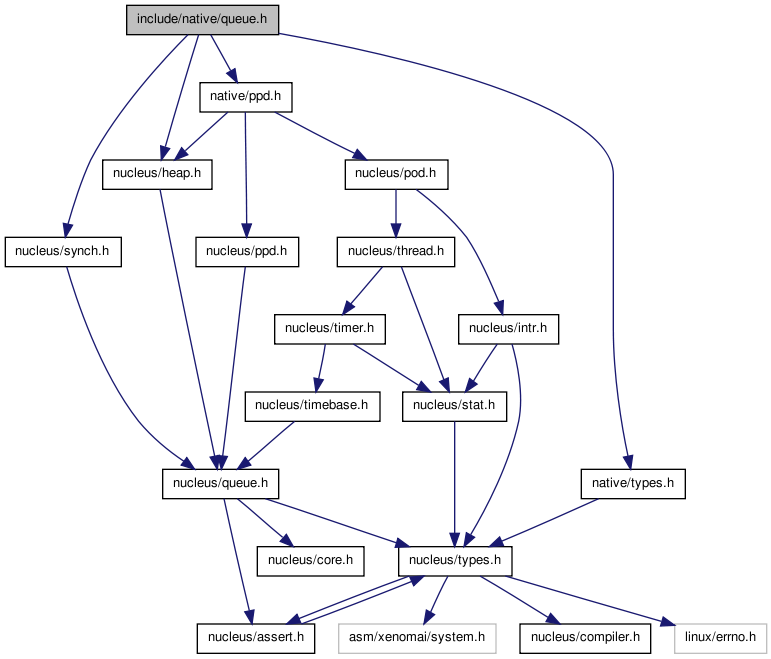 include/native/queue.h
native/ppd.h
nucleus/heap.h
nucleus/pod.h
nucleus/synch.h
nucleus/ppd.h
nucleus/thread.h
nucleus/timer.h
nucleus/intr.h
nucleus/timebase.h
nucleus/stat.h
nucleus/queue.h
native/types.h
nucleus/core.h
nucleus/types.h
nucleus/assert.h
asm/xenomai/system.h
nucleus/compiler.h
linux/errno.h